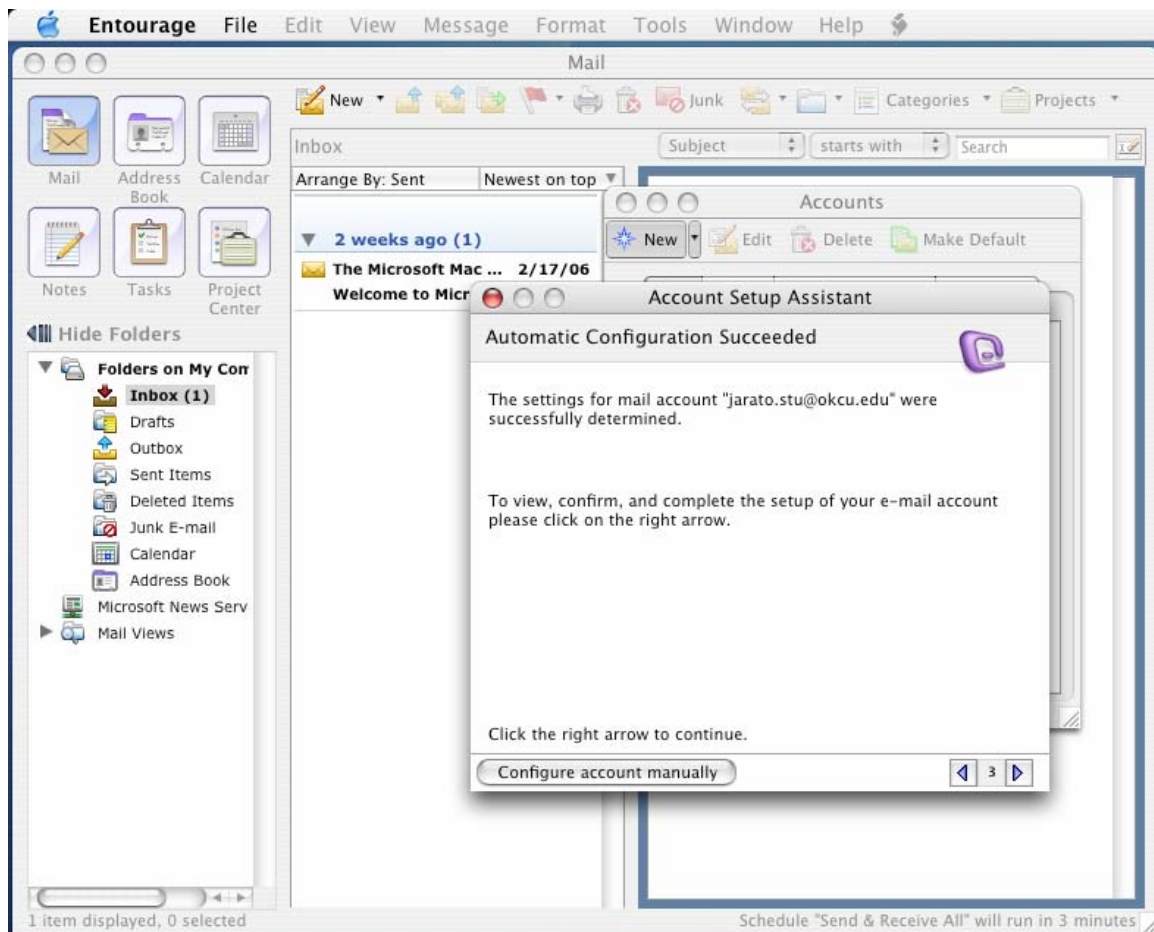 Entourage File Edit View Message Format Tools Window Help
Mail
New Junk Categories Projects
Mail Address Book Calendar
Notes Tasks Project Center
Inbox Subject starts with Search
Arrange By: Sent Newest on top
2 weeks ago (1)
The Microsoft Mac ... 2/17/06
Welcome to Micr
Hide Folders
Folders on My Com
Inbox (1)
Drafts
Outbox
Sent Items
Deleted Items
Junk E-mail
Calendar
Address Book
Microsoft News Serv
Mail Views
Accounts
New Edit Delete Make Default
Account Setup Assistant
Automatic Configuration Succeeded
The settings for mail account "jarato.stu@okcu.edu" were
successfully determined.
To view, confirm, and complete the setup of your e-mail account
please click on the right arrow.
Click the right arrow to continue.
Configure account manually 3
1 item displayed, 0 selected
Schedule "Send & Receive All" will run in 3 minutes